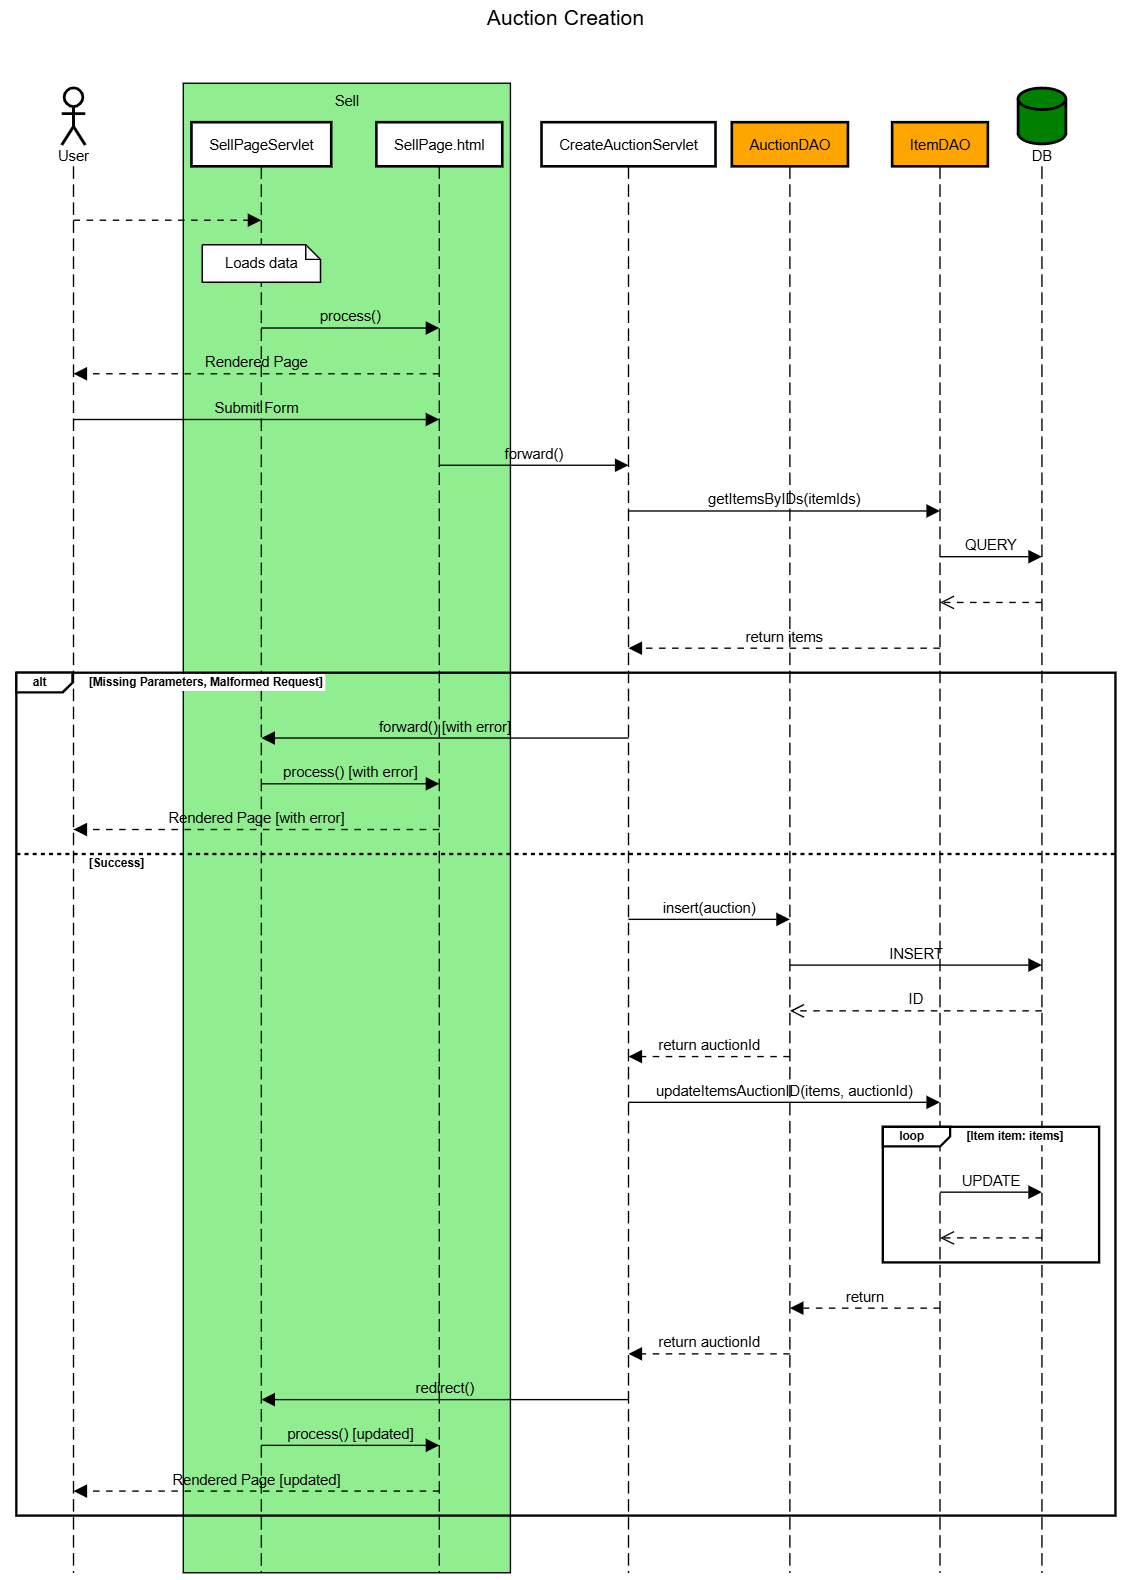 Auction Creation
Sell
User
SellPageServlet
SellPage.html
CreateAuctionServlet
AuctionDAO
ItemDAO
DB
Loads data
process()
Rendered Page
Submit Form
forward()
getItemsByIDs(itemIds)
QUERY
return items
alt
[Missing Parameters, Malformed Request]
forward() [with error]
process() [with error]
Rendered Page [with error]
[Success]
insert(auction)
INSERT
ID
return auctionId
updateItemsAuctionID(items, auctionId)
loop
[Item item: items]
UPDATE
return
return auctionId
redirect()
process() [updated]
Rendered Page [updated]